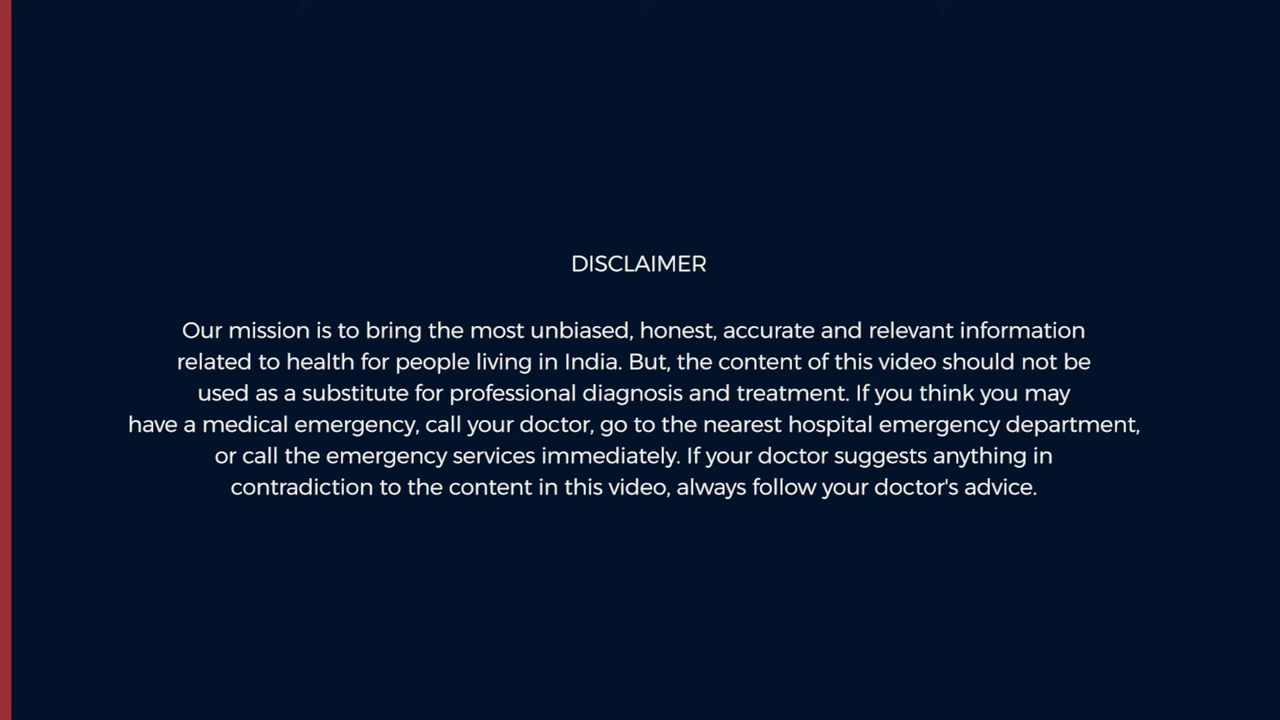 DISCLAIMER
Our mission is to bring the most unbiased, honest, accurate and relevant information
related to health for people living in India. But, the content of this video should not be
used as a substitute for professional diagnosis and treatment. If you think you may
have a medical emergency, call your doctor, go to the nearest hospital emergency department,
or call the emergency services immediately. If your doctor suggests anything in
contradiction to the content in this video, always follow your doctor's advice.